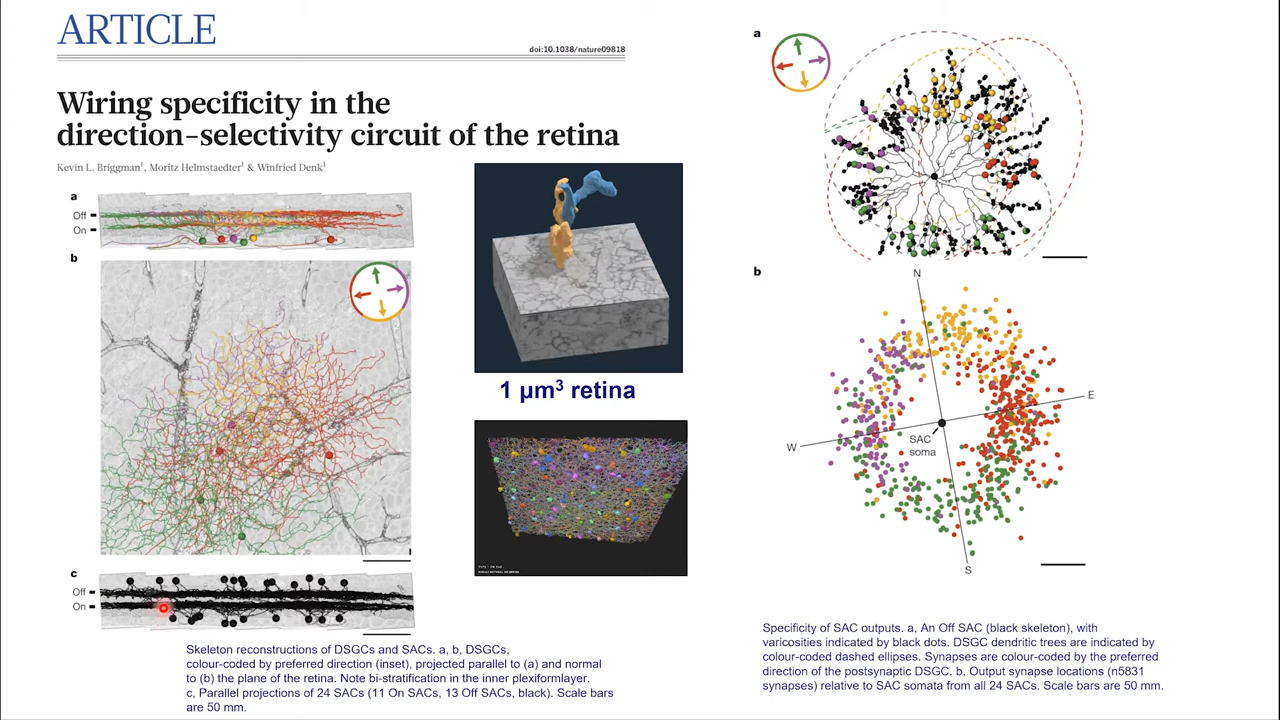 ARTICLE
doi:10.1038/nature09818
Wiring specificity in the
direction-selectivity circuit of the retina
Kevin L. Briggman1, Moritz Helmstaedter1 & Winfried Denk1
a
Off
On
b
c
Off
On
Skeleton reconstructions of DSGCs and SACs. a, b, DSGCs,
colour-coded by preferred direction (inset), projected parallel to (a) and normal
to (b) the plane of the retina. Note bi-stratification in the inner plexiformlayer.
c, Parallel projections of 24 SACs (11 On SACs, 13 Off SACs, black). Scale bars
are 50 mm.
1 µm3 retina
a
b
N
E
W
SAC
soma
S
Specificity of SAC outputs. a, An Off SAC (black skeleton), with
varicosities indicated by black dots. DSGC dendritic trees are indicated by
colour-coded dashed ellipses. Synapses are colour-coded by the preferred
direction of the postsynaptic DSGC. b, Output synapse locations (n5831
synapses) relative to SAC somata from all 24 SACs. Scale bars are 50 mm.